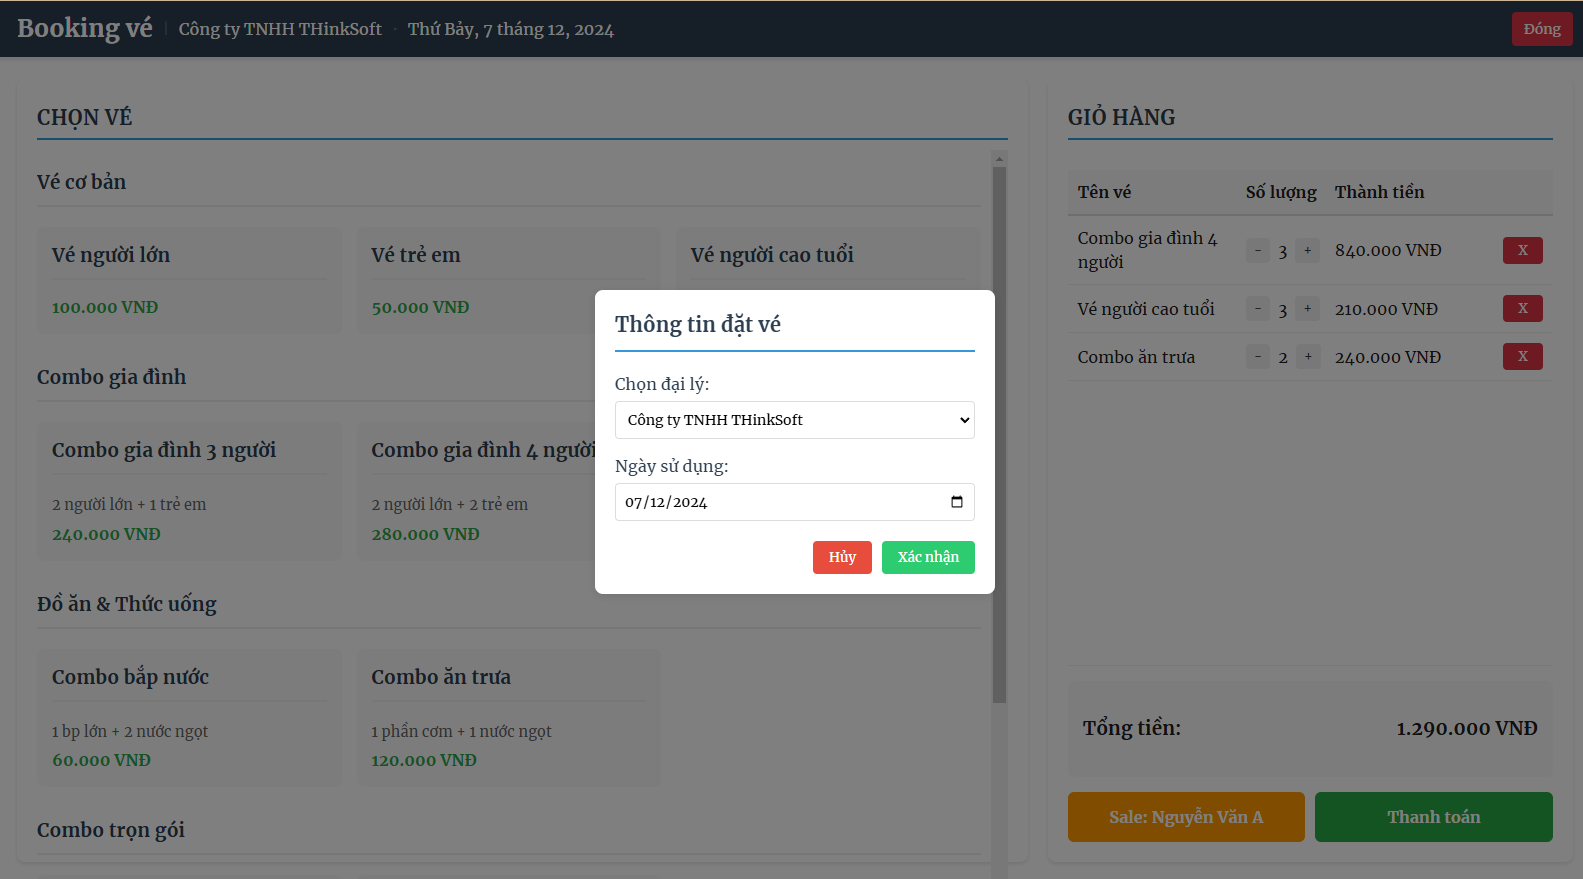 Booking vé | Công ty TNHH THinkSoft · Thứ Bảy, 7 tháng 12, 2024
Đóng
CHỌN VÉ
Vé cơ bản
Vé người lớn
100.000 VNĐ
Vé trẻ em
50.000 VNĐ
Vé người cao tuổi
Combo gia đình
Combo gia đình 3 người
2 người lớn + 1 trẻ em
240.000 VNĐ
Combo gia đình 4 người
2 người lớn + 2 trẻ em
280.000 VNĐ
Đồ ăn & Thức uống
Combo bắp nước
1 bp lớn + 2 nước ngọt
60.000 VNĐ
Combo ăn trưa
1 phần cơm + 1 nước ngọt
120.000 VNĐ
Combo trọn gói
Thông tin đặt vé
Chọn đại lý:
Công ty TNHH THinkSoft
Ngày sử dụng:
07/12/2024
Hủy
Xác nhận
GIỎ HÀNG
Tên vé Số lượng Thành tiền
Combo gia đình 4
người
- 3 + 840.000 VNĐ X
Vé người cao tuổi - 3 + 210.000 VNĐ X
Combo ăn trưa - 2 + 240.000 VNĐ X
Tổng tiền: 1.290.000 VNĐ
Sale: Nguyễn Văn A
Thanh toán